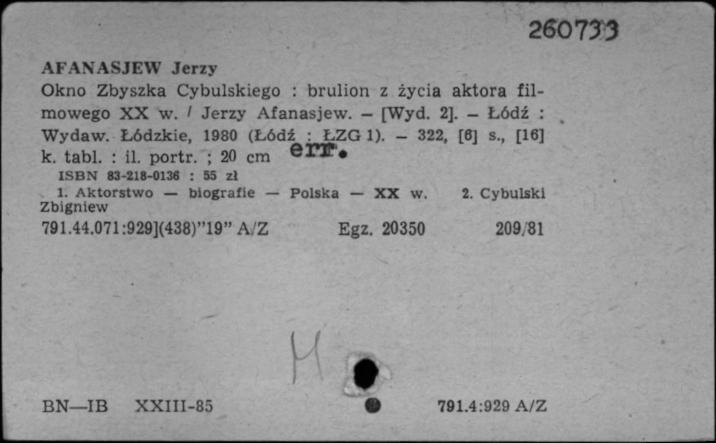 260733
AFANASJEW Jerzy
Okno Zbyszka Cybulskiego : brulion z życia aktora fil-
mowego XX w. / Jerzy Afanasjew. — [Wyd. 2]. — Łódź :
Wydaw. Łódzkie, 1980 (Łódź : ŁZG 1). — 322, [6] s., [16]
k. tabl. : il. portr. ; 20 cm err.
ISBN 83-218-0136 : 55 zł
1. Aktorstwo — biografie — Polska — XX w. 2. Cybulski
Zbigniew
791.44.071:929](438)”19” A/Z Egz. 20350 209/81
M
BN—IB XXIII-85 791.4:929 A/Z